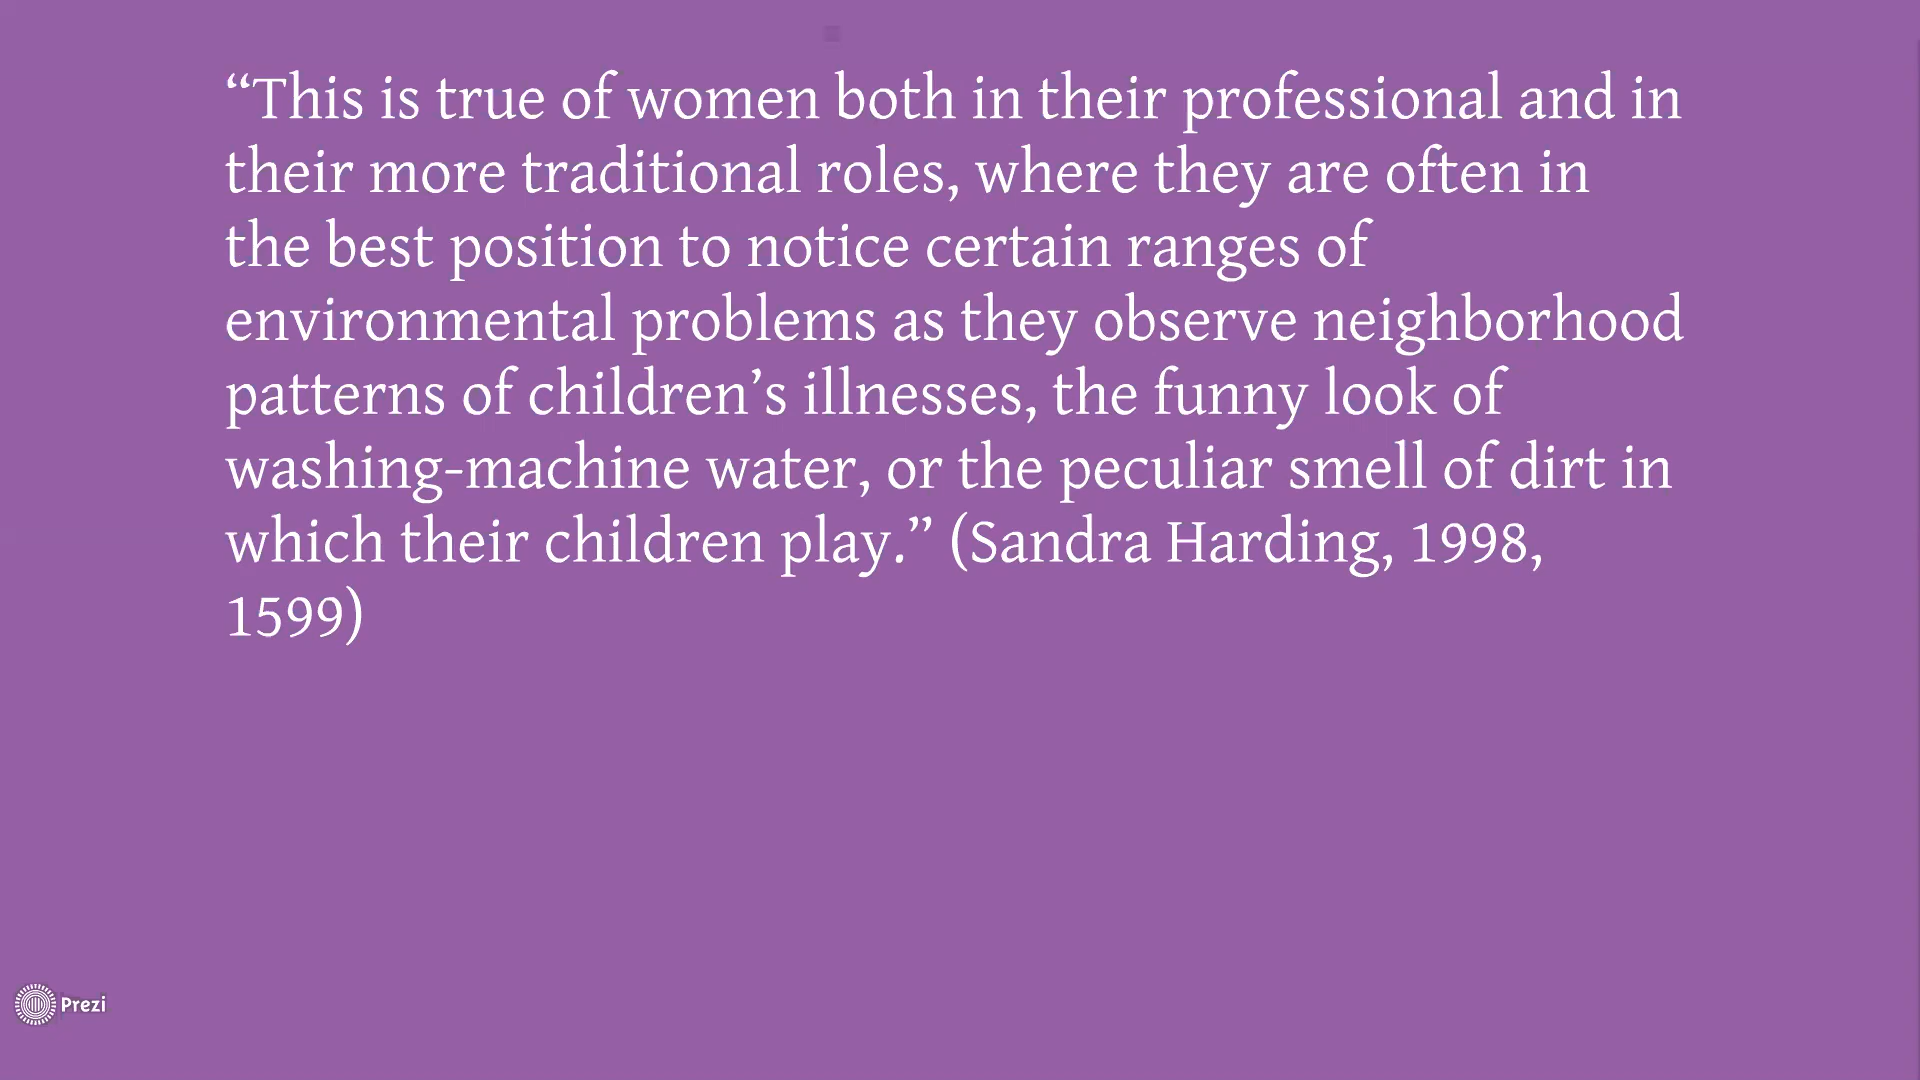 “This is true of women both in their professional and in
their more traditional roles, where they are often in
the best position to notice certain ranges of
environmental problems as they observe neighborhood
patterns of children’s illnesses, the funny look of
washing-machine water, or the peculiar smell of dirt in
which their children play.” (Sandra Harding, 1998,
1599)
Prezi